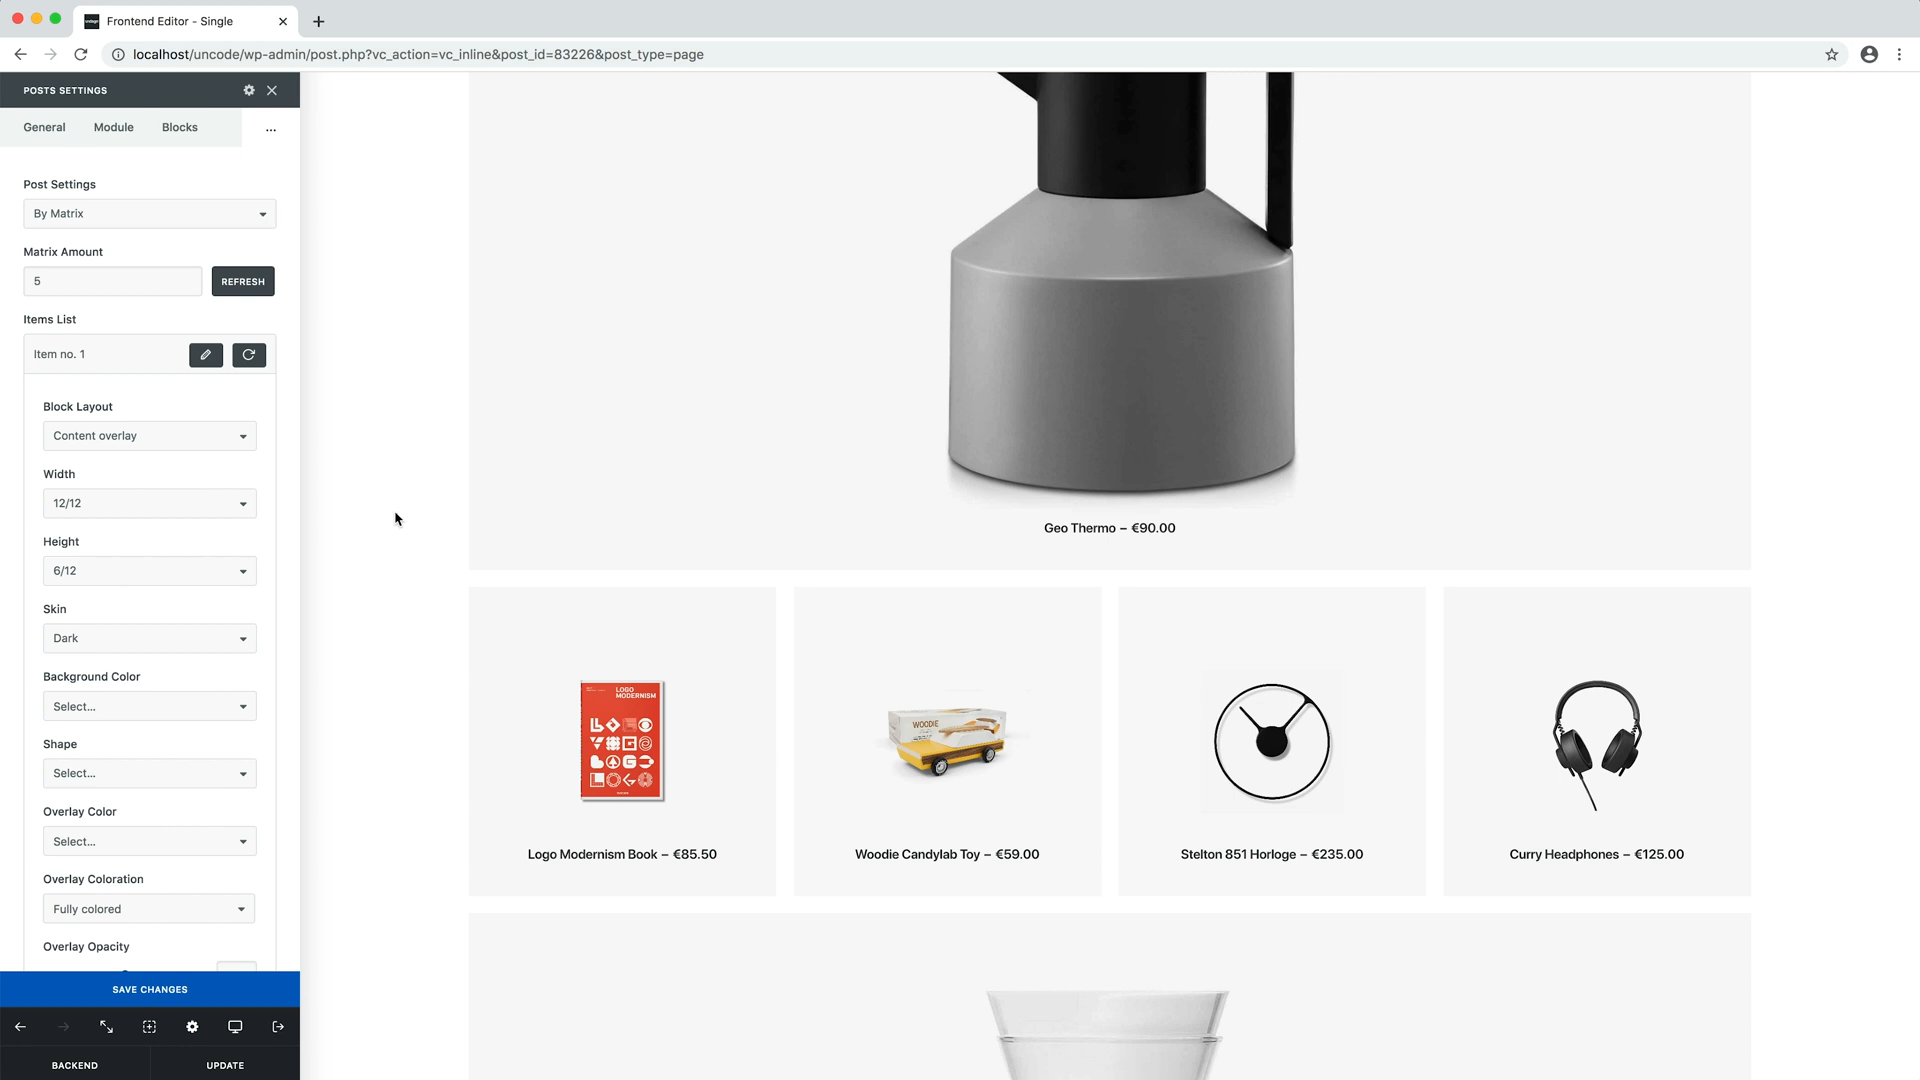 Frontend Editor - Single
localhost/uncode/wp-admin/post.php?vc_action=vc_inline&post_id=83226&post_type=page
POSTS SETTINGS
General
Module
Blocks
...
Post Settings
By Matrix
Matrix Amount
5
REFRESH
Items List
Item no. 1
Block Layout
Content overlay
Width
12/12
Height
6/12
Skin
Dark
Background Color
Select...
Shape
Select...
Overlay Color
Select...
Overlay Coloration
Fully colored
Overlay Opacity
SAVE CHANGES
BACKEND
UPDATE
Geo Thermo – €90.00
LOGO
MODERNISM
Logo Modernism Book – €85.50
WOODIE
Woodie Candylab Toy – €59.00
Stelton 851 Horloge – €235.00
Curry Headphones – €125.00